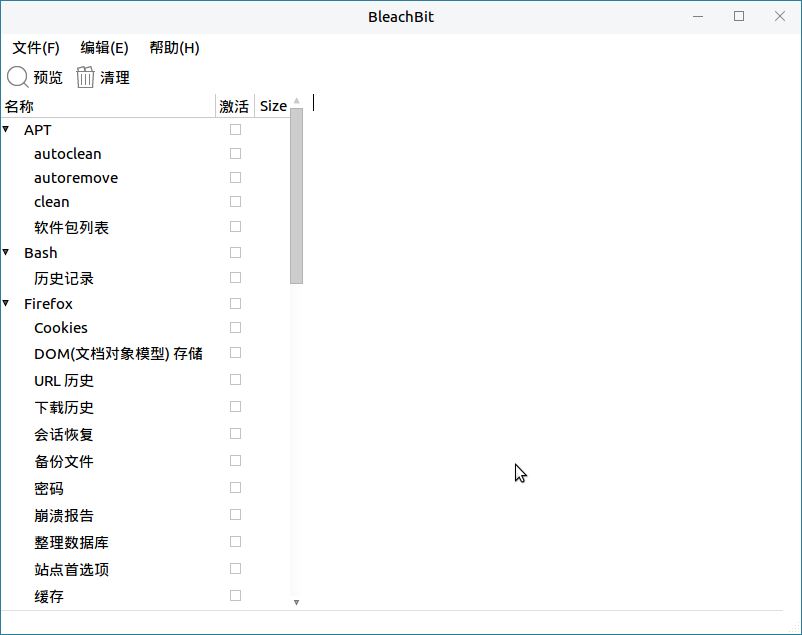 BleachBit
文件(F) 编辑(E) 帮助(H)
预览 清理
名称 激活 Size
APT
autoclean
autoremove
clean
软件包列表
Bash
历史记录
Firefox
Cookies
DOM(文档对象模型) 存储
URL 历史
下载历史
会话恢复
备份文件
密码
崩溃报告
整理数据库
站点首选项
缓存